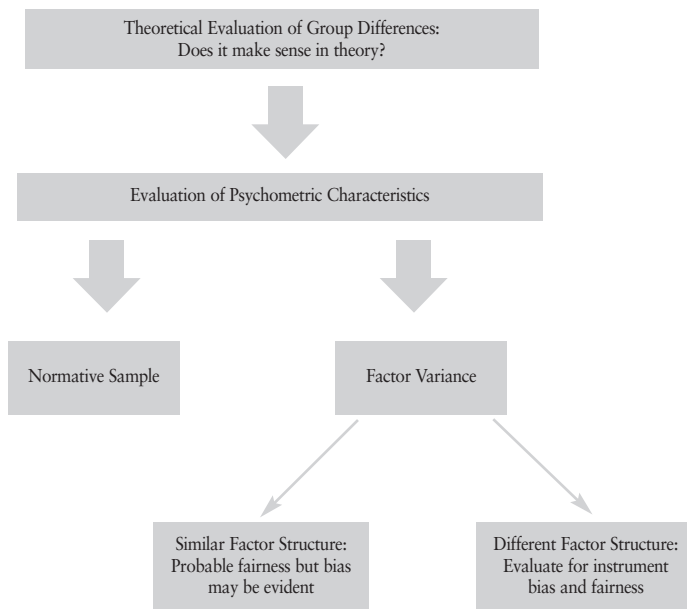 Theoretical Evaluation of Group Differences:
Does it make sense in theory?
Evaluation of Psychometric Characteristics
Normative Sample
Factor Variance
Similar Factor Structure:
Probable fairness but bias
may be evident
Different Factor Structure:
Evaluate for instrument
bias and fairness